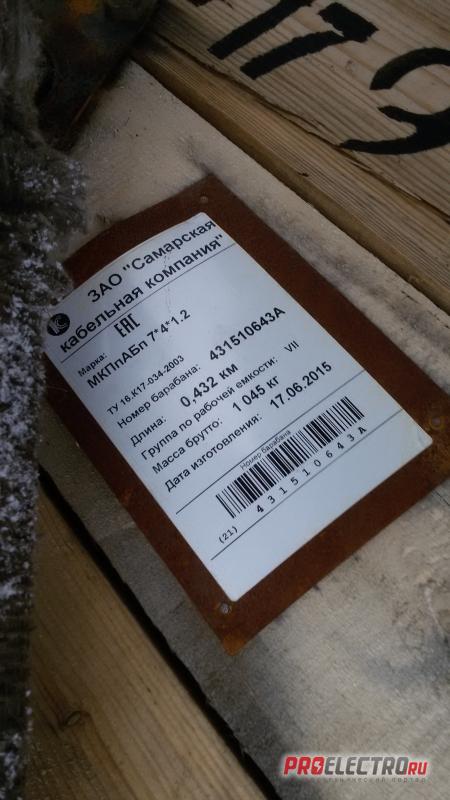 179
ЗАО "Самарская
кабельная компания"
Марка:
EAC
МКПпАБп 7*4*1.2
ТУ 16.К17-034-2003
Номер барабана: 431510643А
Длина: 0,432 км
Группа по рабочей емкости: VII
Масса брутто: 1 045 кг
Дата изготовления: 17.06.2015
Номер барабана
(21) 431510643А
PROELECTRO.RU